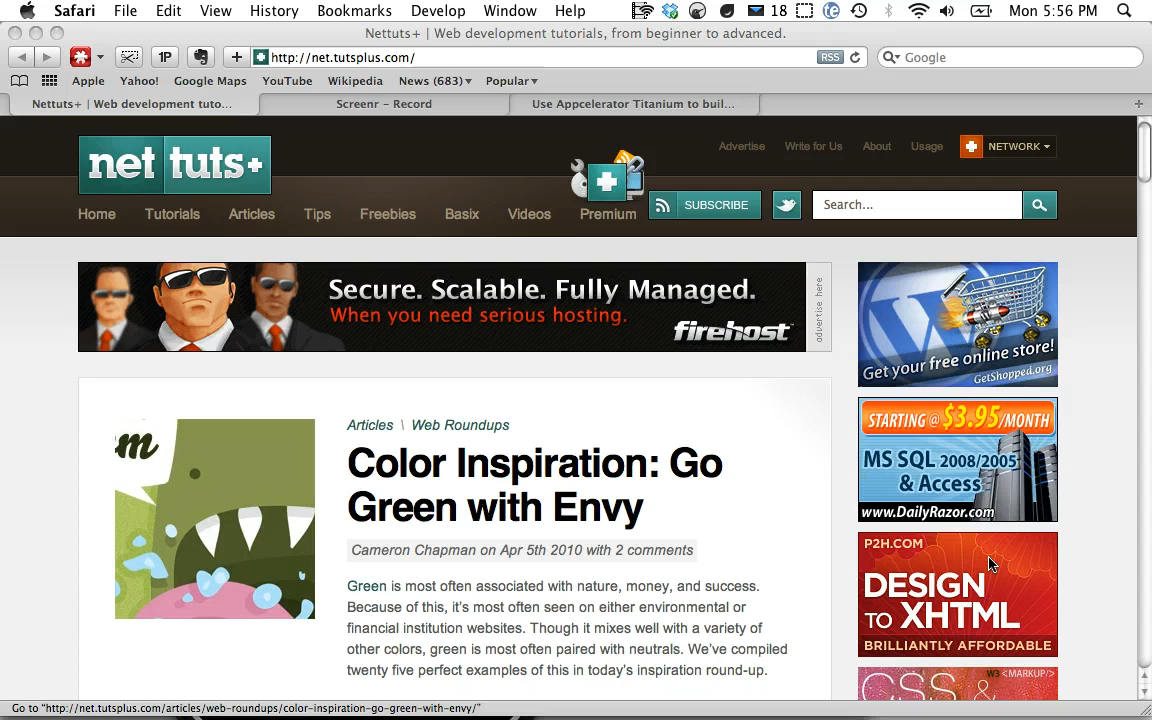 Safari File Edit View History Bookmarks Develop Window Help 18 Mon 5:56 PM
Nettuts+ | Web development tutorials, from beginner to advanced.
1P http://net.tutsplus.com/ RSS Google
Apple Yahoo! Google Maps YouTube Wikipedia News (683) Popular
Nettuts+ | Web development tuto... Screenr – Record Use Appcelerator Titanium to buil...
net tuts+
Advertise Write for Us About Usage NETWORK
Home Tutorials Articles Tips Freebies Basix Videos Premium
SUBSCRIBE Search...
Secure. Scalable. Fully Managed.
When you need serious hosting.
firehost
advertise here
Get your free online store!
GetShopped.org
STARTING @ $3.95/MONTH
MS SQL 2008/2005
& Access
www.DailyRazor.com
P2H.COM
DESIGN
TO XHTML
BRILLIANTLY AFFORDABLE
W3 <MARKUP/>
CSS &
m
Articles \ Web Roundups
Color Inspiration: Go
Green with Envy
Cameron Chapman on Apr 5th 2010 with 2 comments
Green is most often associated with nature, money, and success.
Because of this, it's most often seen on either environmental or
financial institution websites. Though it mixes well with a variety of
other colors, green is most often paired with neutrals. We've compiled
twenty five perfect examples of this in today's inspiration round-up.
Go to "http://net.tutsplus.com/articles/web-roundups/color-inspiration-go-green-with-envy/"